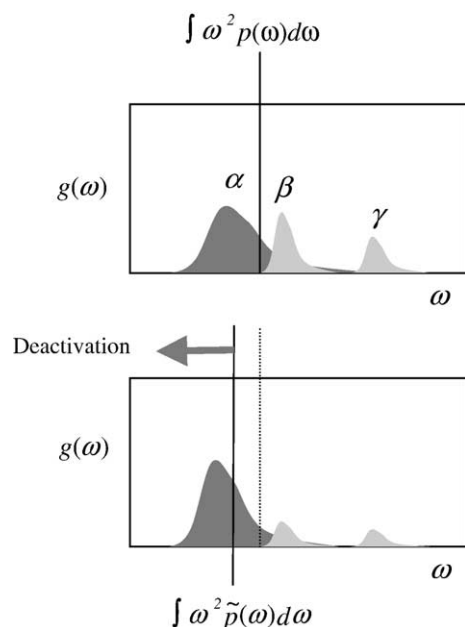 ∫ ω² p(ω)dω
α
β
γ
g(ω)
ω
Deactivation
g(ω)
ω
∫ ω² p̃(ω)dω